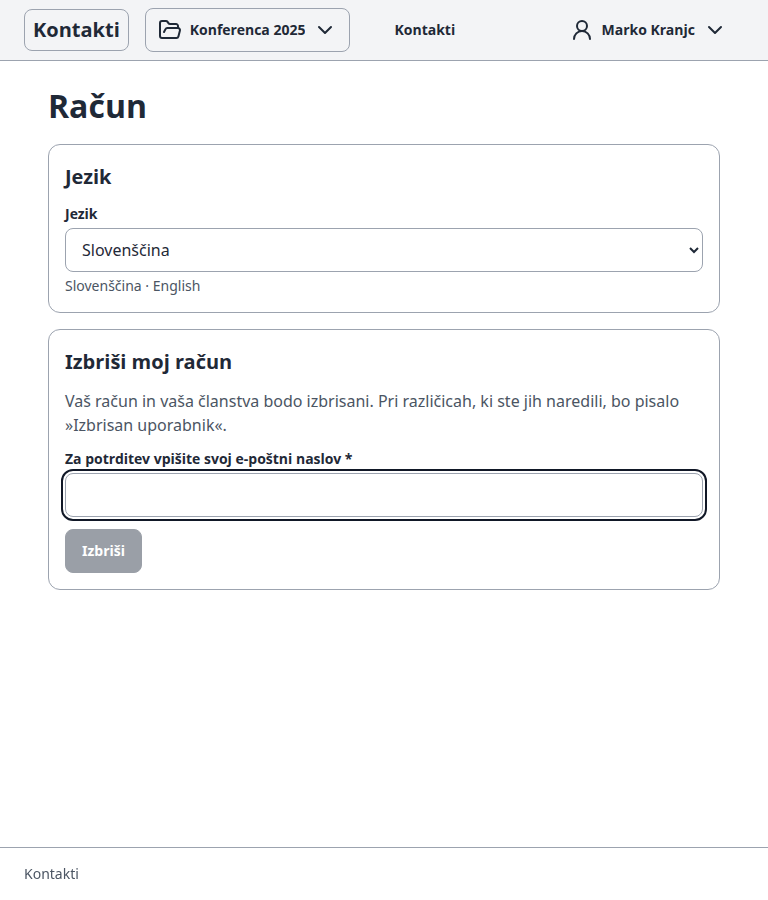 Kontakti
Konferenca 2025
Kontakti
Marko Kranjc
Račun
Jezik
Jezik
Slovenščina
Slovenščina · English
Izbriši moj račun
Vaš račun in vaša članstva bodo izbrisani. Pri različicah, ki ste jih naredili, bo pisalo
»Izbrisan uporabnik«.
Za potrditev vpišite svoj e-poštni naslov *
Izbriši
Kontakti